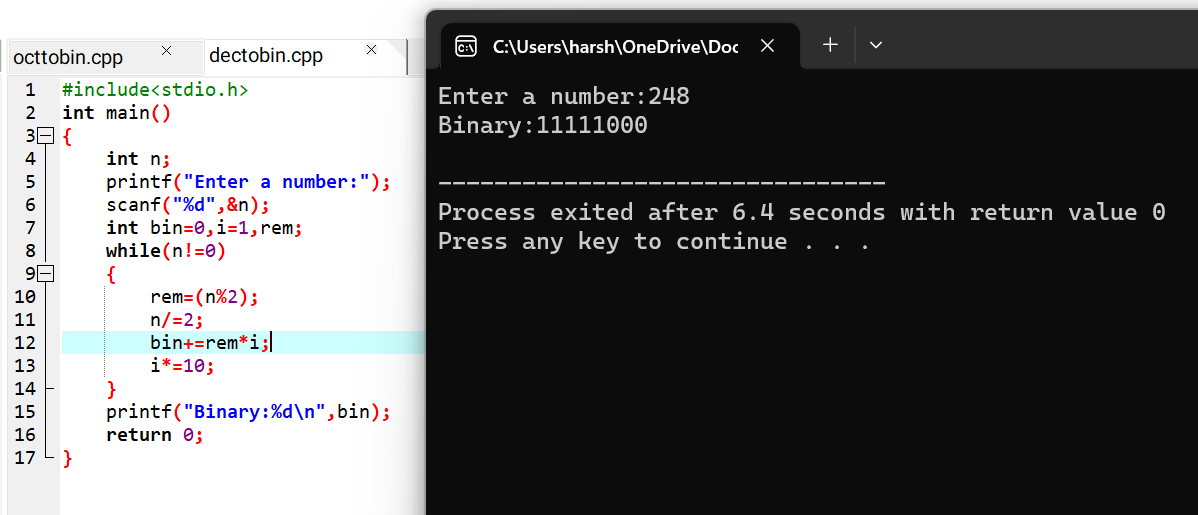 octtobin.cpp
dectobin.cpp
1 #include<stdio.h>
2 int main()
3 {
4 int n;
5 printf("Enter a number:");
6 scanf("%d",&n);
7 int bin=0,i=1,rem;
8 while(n!=0)
9 {
10 rem=(n%2);
11 n/=2;
12 bin+=rem*i;
13 i*=10;
14 }
15 printf("Binary:%d\n",bin);
16 return 0;
17 }
C:\Users\harsh\OneDrive\Doc
Enter a number:248
Binary:11111000
--------------------------------
Process exited after 6.4 seconds with return value 0
Press any key to continue . . .